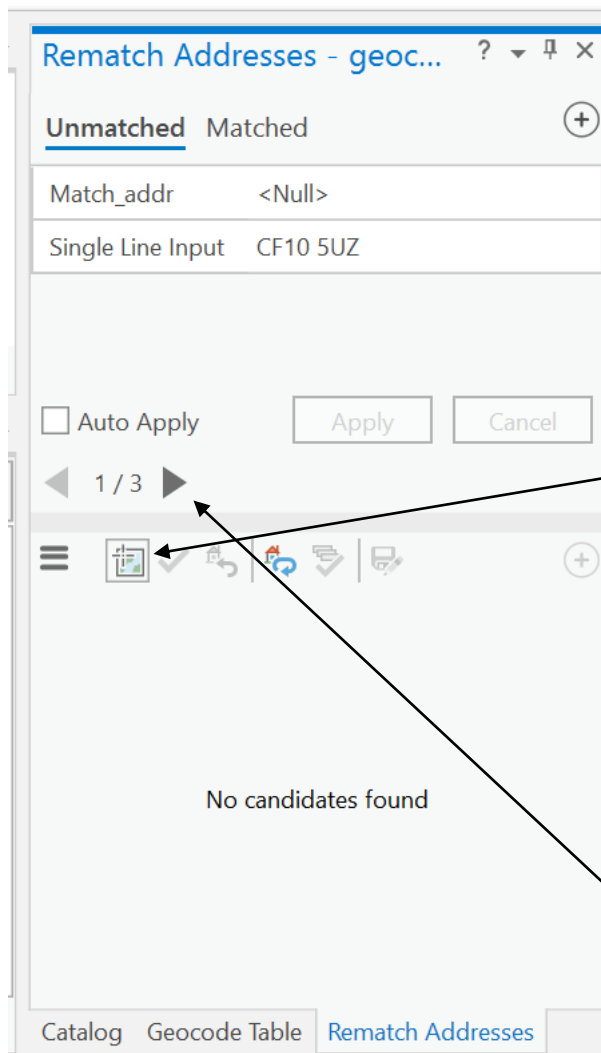 Rematch Addresses - geoc... ?
Unmatched Matched
Match_addr <Null>
Single Line Input CF10 5UZ
Auto Apply Apply Cancel
1 / 3
No candidates found
Catalog Geocode Table Rematch Addresses